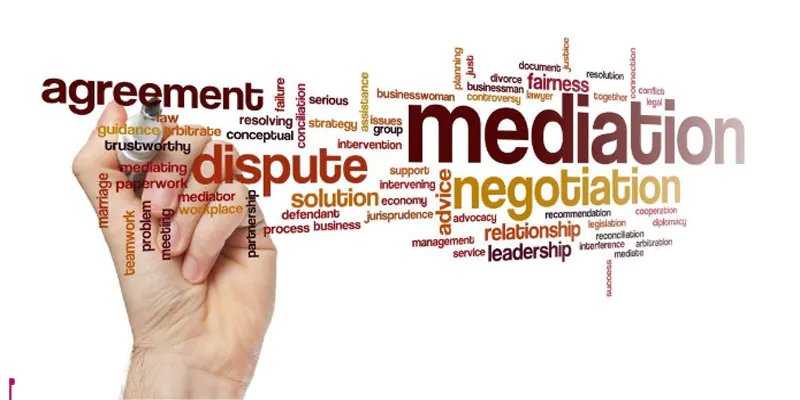 agreement
mediation
dispute
negotiation
law
guidance
arbitrate
trustworthy
mediating
paperwork
mediator
workplace
marriage
teamwork
problem
meeting
partnership
failure
conciliation
serious
resolving
strategy
conceptual
assistance
issues
group
intervention
businesswoman
planning
just
divorce
businessman
controversy
lawyer
document
fairness
justice
resolution
together
connection
conflict
legal
support
intervening
solution
economy
defendant
jurisprudence
process
business
advice
advocacy
management
service
relationship
leadership
recommendation
legislation
reconciliation
interference
arbitration
mediate
cooperation
diplomacy
success